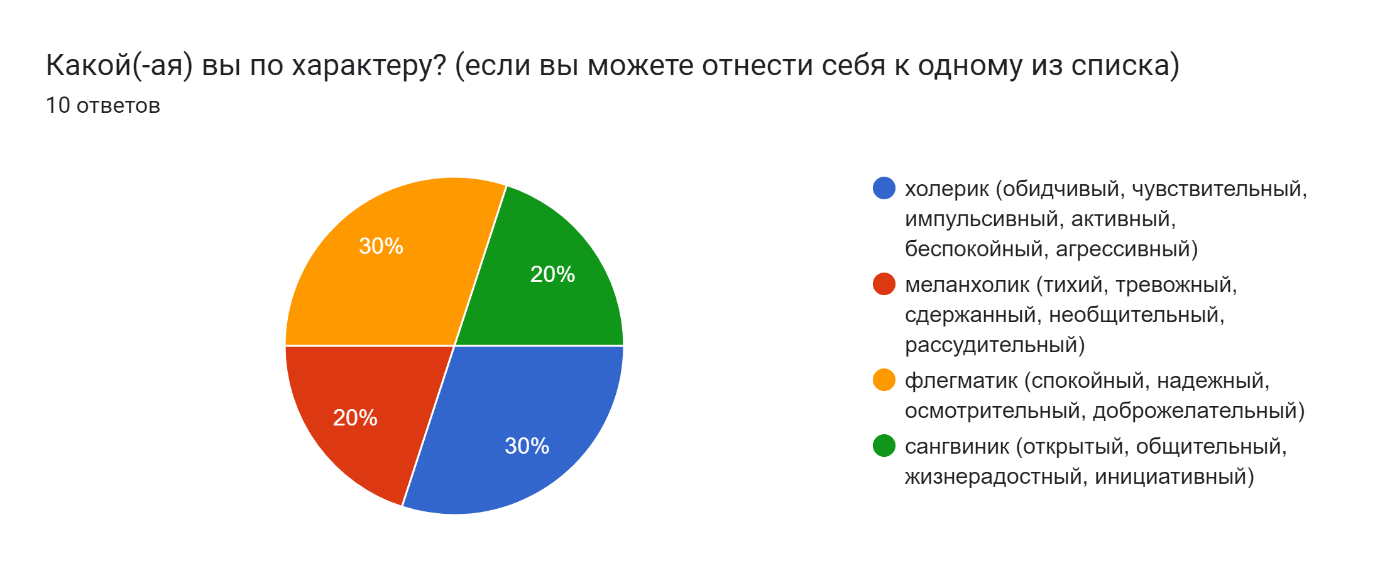 Какой(-ая) вы по характеру? (если вы можете отнести себя к одному из списка)
10 ответов
30%
20%
20%
30%
холерик (обидчивый, чувствительный,
импульсивный, активный,
беспокойный, агрессивный)
меланхолик (тихий, тревожный,
сдержанный, необщительный,
рассудительный)
флегматик (спокойный, надежный,
осмотрительный, доброжелательный)
сангвиник (открытый, общительный,
жизнерадостный, инициативный)